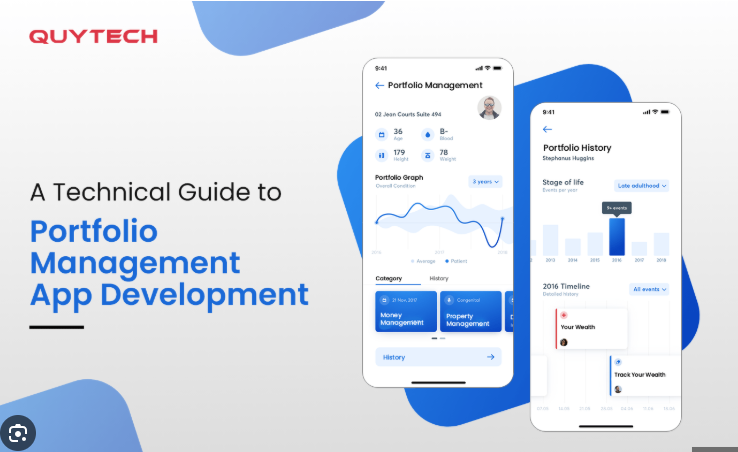 QUYTECH
A Technical Guide to
Portfolio
Management
App Development
9:41
Portfolio Management
02 Jean Courts Suite 494
36
Age
B-
Blood
179
Height
78
Weight
Portfolio Graph
Overall Condition
3 years
2016
2017
2018
Average
Patient
Category
History
21 Nov, 2017
Money
Management
Congenital
Property
Management
History
9:41
Portfolio History
Stephanus Huggins
Stage of life
Events per year
Late adulthood
94 events
2013
2014
2015
2016
2017
2018
2016 Timeline
Detailed history
All events
Your Wealth
Track Your Wealth